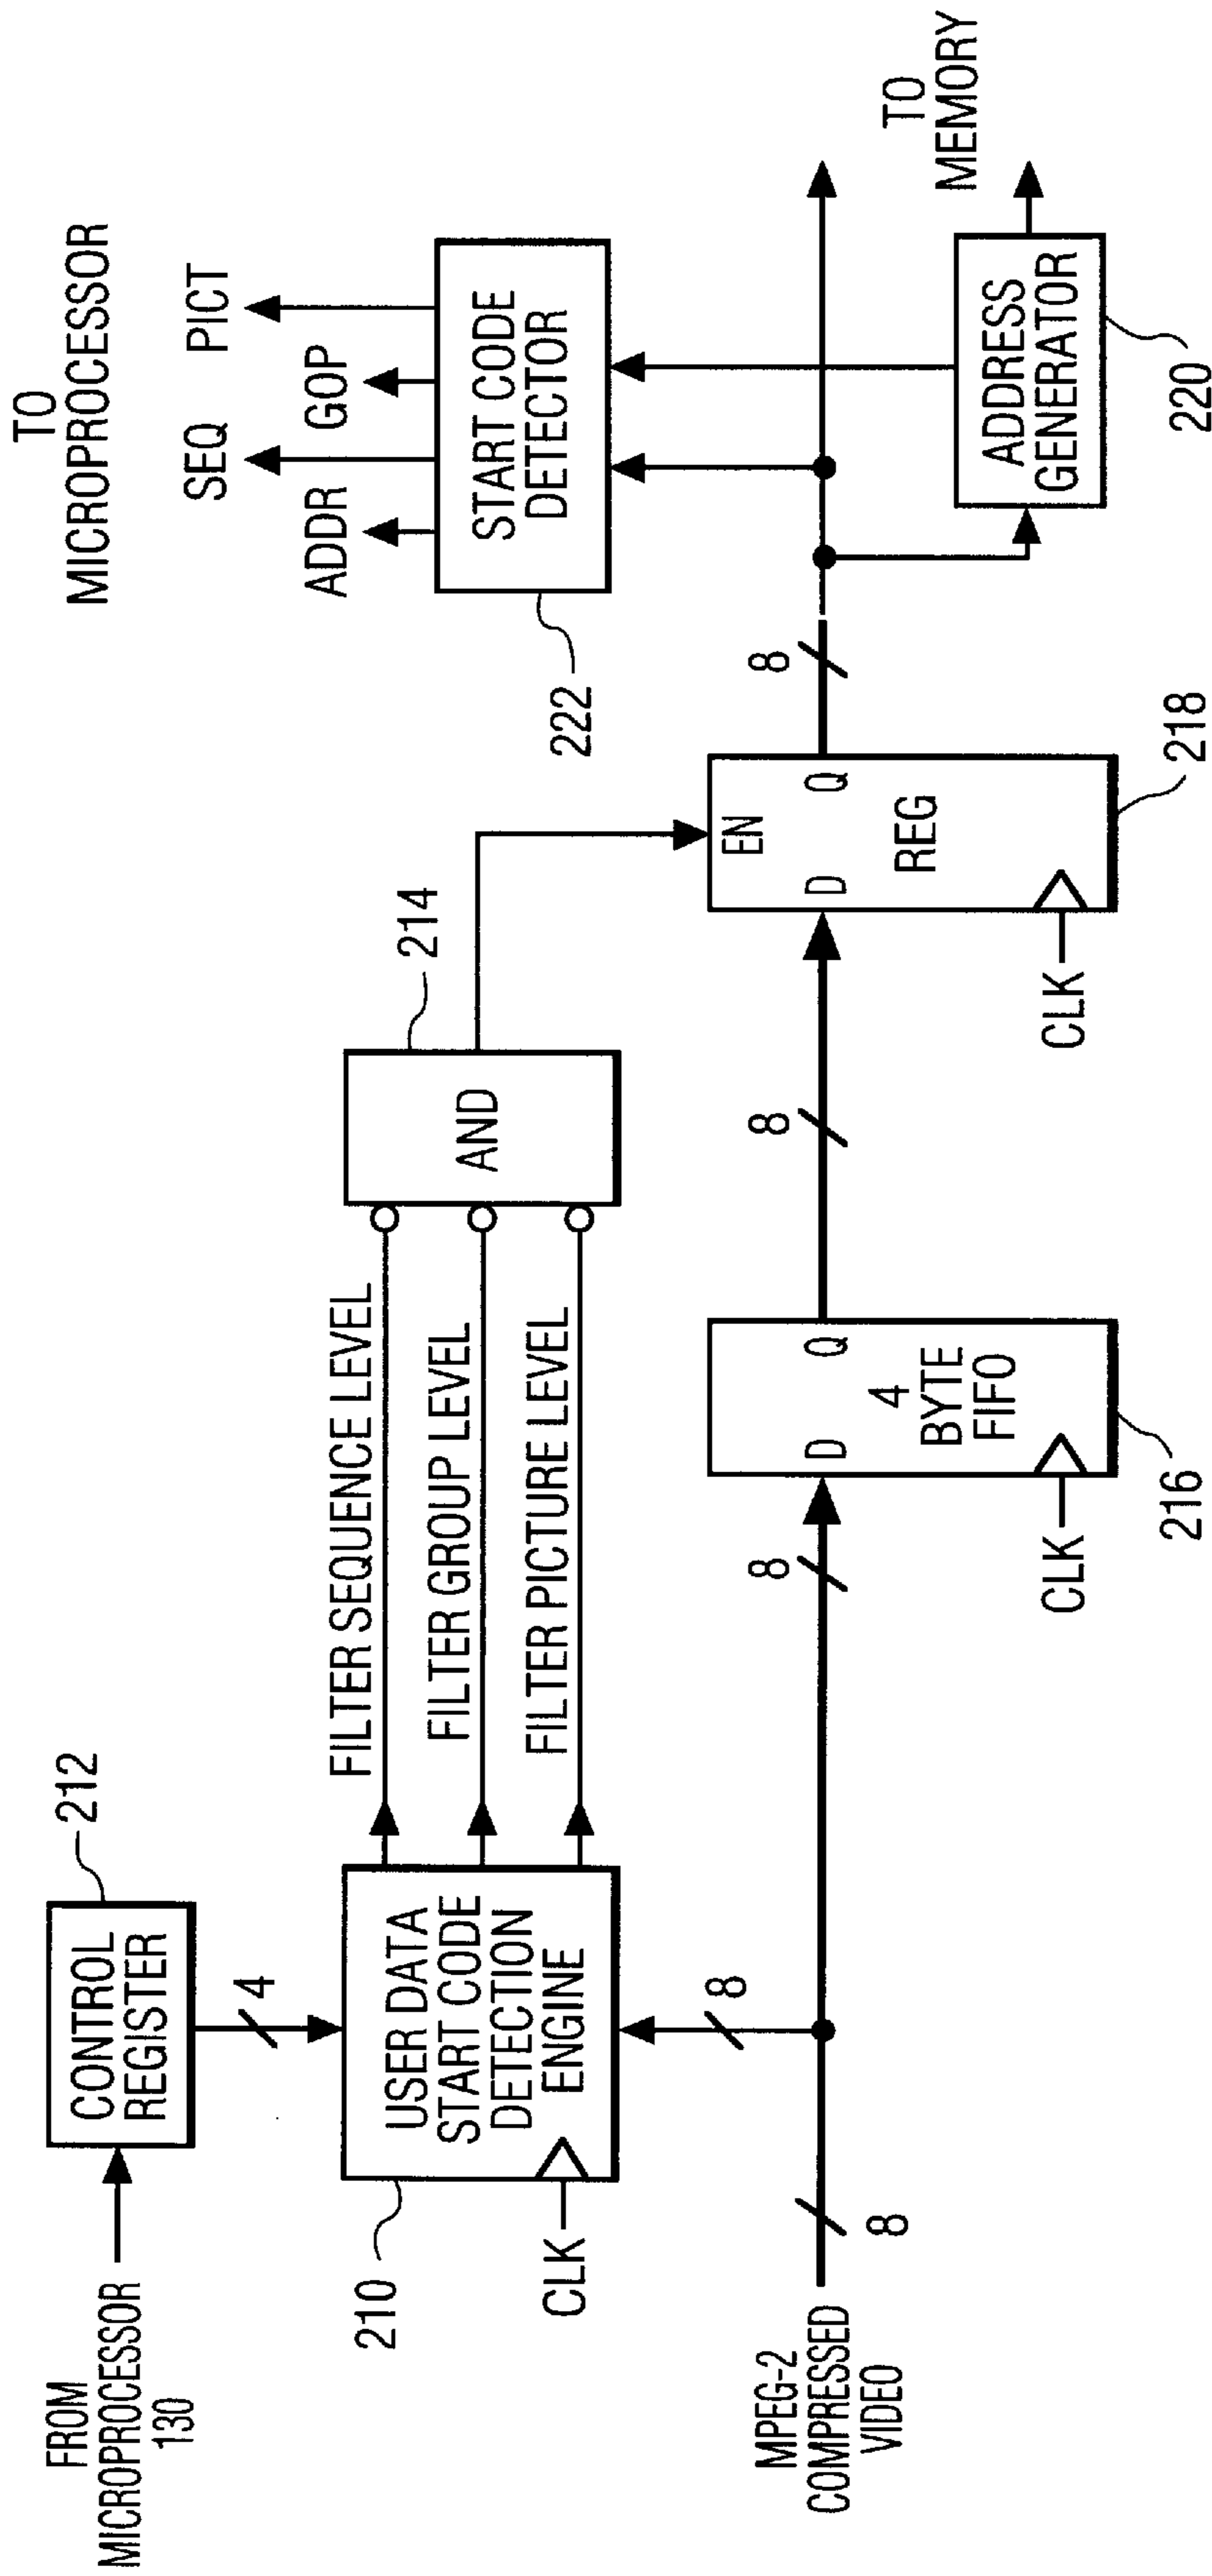 FROM
MICROPROCESSOR
130
CONTROL
REGISTER
212
4
USER DATA
START CODE
DETECTION
ENGINE
CLK
210
FILTER SEQUENCE LEVEL
FILTER GROUP LEVEL
FILTER PICTURE LEVEL
AND
214
MPEG-2
COMPRESSED
VIDEO
8
8
8
D
Q
4
BYTE
FIFO
CLK
216
8
EN
D
Q
REG
CLK
218
8
TO
MICROPROCESSOR
ADDR
SEQ
GOP
PICT
START CODE
DETECTOR
222
ADDRESS
GENERATOR
220
TO
MEMORY